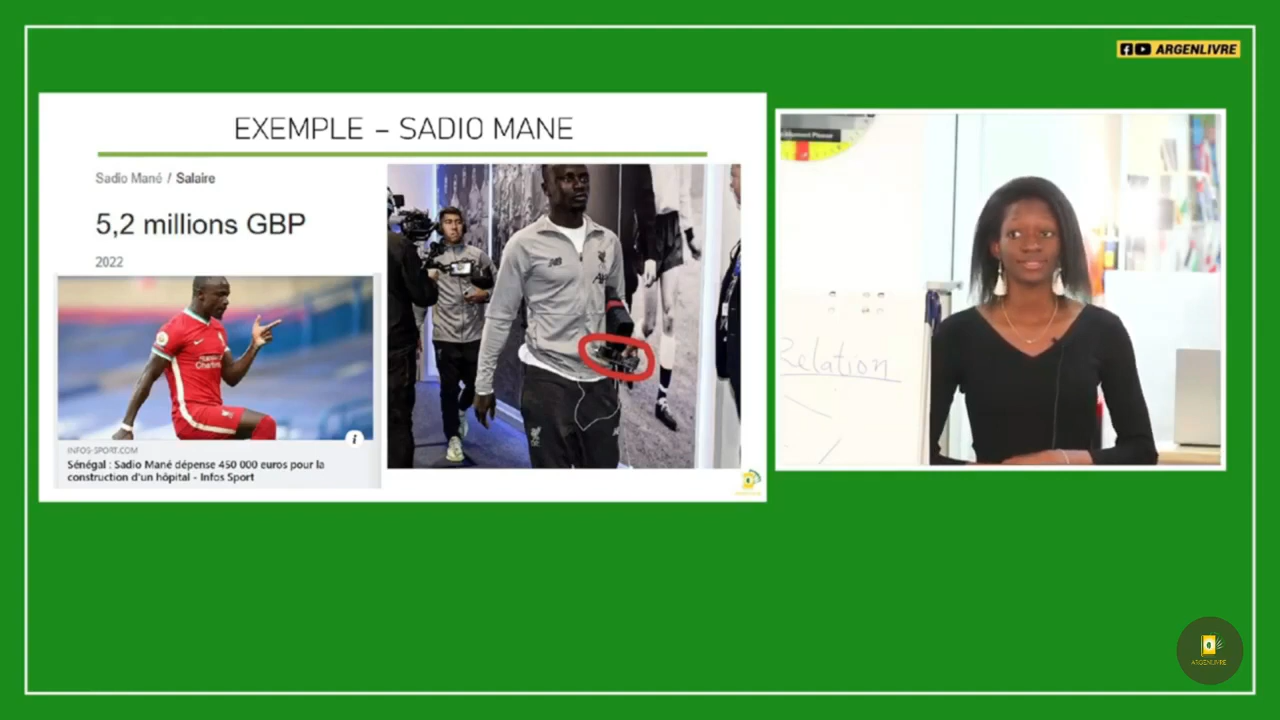 ARGENLIVRE
EXEMPLE – SADIO MANE
Sadio Mané / Salaire
5,2 millions GBP
2022
INFOS-SPORT.COM
Sénégal : Sadio Mané dépense 450 000 euros pour la
construction d'un hôpital - Infos Sport
Relation
ARGENLIVRE